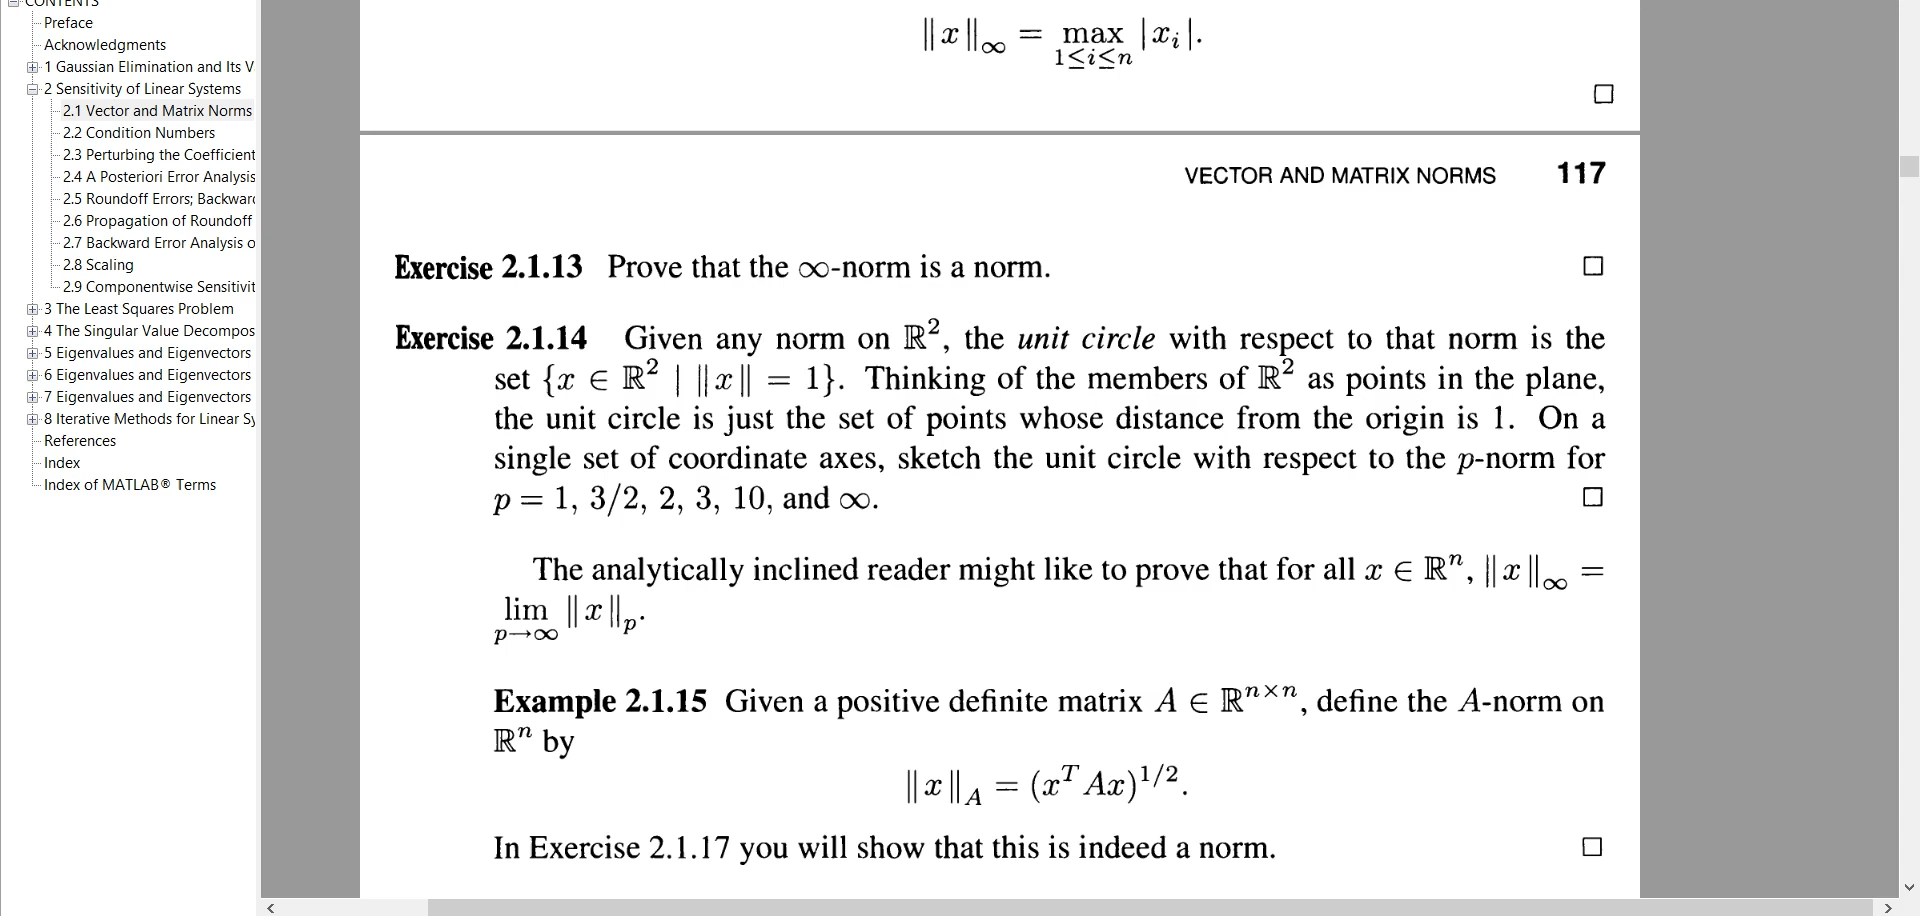 CONTENTS
Preface
Acknowledgments
1 Gaussian Elimination and Its V
2 Sensitivity of Linear Systems
2.1 Vector and Matrix Norms
2.2 Condition Numbers
2.3 Perturbing the Coefficient
2.4 A Posteriori Error Analysis
2.5 Roundoff Errors; Backward
2.6 Propagation of Roundoff
2.7 Backward Error Analysis o
2.8 Scaling
2.9 Componentwise Sensitivit
3 The Least Squares Problem
4 The Singular Value Decompos
5 Eigenvalues and Eigenvectors
6 Eigenvalues and Eigenvectors
7 Eigenvalues and Eigenvectors
8 Iterative Methods for Linear Sy
References
Index
Index of MATLAB® Terms
‖x‖∞ = max 1≤i≤n |xᵢ|.
□
VECTOR AND MATRIX NORMS 117
Exercise 2.1.13 Prove that the ∞-norm is a norm. □
Exercise 2.1.14 Given any norm on ℝ², the unit circle with respect to that norm is the
set {x ∈ ℝ² | ‖x‖ = 1}. Thinking of the members of ℝ² as points in the plane,
the unit circle is just the set of points whose distance from the origin is 1. On a
single set of coordinate axes, sketch the unit circle with respect to the p-norm for
p = 1, 3/2, 2, 3, 10, and ∞. □
The analytically inclined reader might like to prove that for all x ∈ ℝⁿ, ‖x‖∞ =
lim p→∞ ‖x‖ₚ.
Example 2.1.15 Given a positive definite matrix A ∈ ℝⁿˣⁿ, define the A-norm on
ℝⁿ by
‖x‖_A = (xᵀAx)¹/².
In Exercise 2.1.17 you will show that this is indeed a norm. □